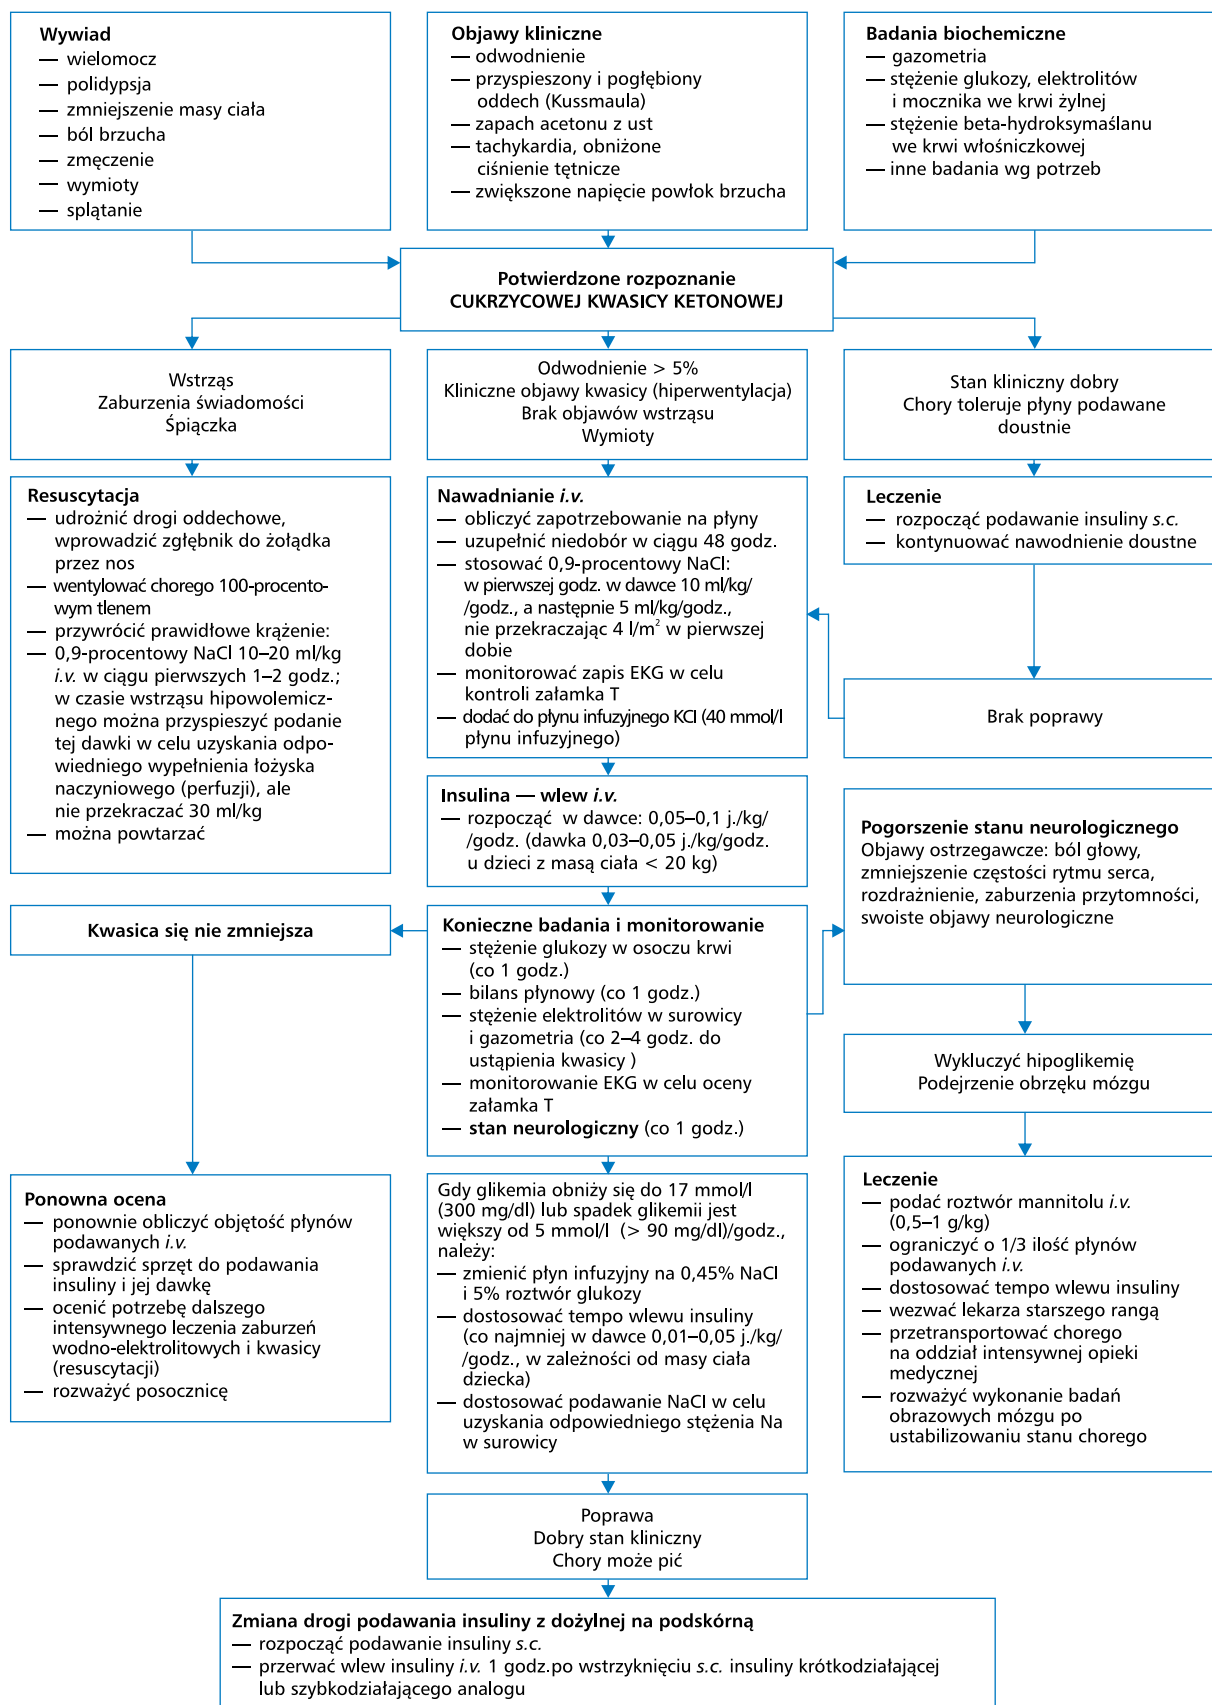 Wywiad
— wielomocz
— polidypsja
— zmniejszenie masy ciała
— ból brzucha
— zmęczenie
— wymioty
— splątanie
Objawy kliniczne
— odwodnienie
— przyspieszony i pogłębiony
oddech (Kussmaula)
— zapach acetonu z ust
— tachykardia, obniżone
ciśnienie tętnicze
— zwiększone napięcie powłok brzucha
Badania biochemiczne
— gazometria
— stężenie glukozy, elektrolitów
i mocznika we krwi żylnej
— stężenie beta-hydroksymaślanu
we krwi włośniczkowej
— inne badania wg potrzeb
Potwierdzone rozpoznanie
CUKRZYCOWEJ KWASICY KETONOWEJ
Wstrząs
Zaburzenia świadomości
Śpiączka
Odwodnienie > 5%
Kliniczne objawy kwasicy (hiperwentylacja)
Brak objawów wstrząsu
Wymioty
Stan kliniczny dobry
Chory toleruje płyny podawane
doustnie
Resuscytacja
— udrożnić drogi oddechowe,
wprowadzić zgłębnik do żołądka
przez nos
— wentylować chorego 100-procento-
wym tlenem
— przywrócić prawidłowe krążenie:
— 0,9-procentowy NaCl 10–20 ml/kg
i.v. w ciągu pierwszych 1–2 godz.;
w czasie wstrząsu hipowolemicz-
nego można przyspieszyć podanie
tej dawki w celu uzyskania odpo-
wiedniego wypełnienia łożyska
naczyniowego (perfuzji), ale
nie przekraczać 30 ml/kg
— można powtarzać
Nawadnianie i.v.
— obliczyć zapotrzebowanie na płyny
— uzupełnić niedobór w ciągu 48 godz.
— stosować 0,9-procentowy NaCl:
w pierwszej godz. w dawce 10 ml/kg/
/godz., a następnie 5 ml/kg/godz.,
nie przekraczając 4 l/m² w pierwszej
dobie
— monitorować zapis EKG w celu
kontroli załamka T
— dodać do płynu infuzyjnego KCl (40 mmol/l
płynu infuzyjnego)
Leczenie
— rozpocząć podawanie insuliny s.c.
— kontynuować nawodnienie doustne
Brak poprawy
Insulina — wlew i.v.
— rozpocząć w dawce: 0,05–0,1 j./kg/
/godz. (dawka 0,03–0,05 j./kg/godz.
u dzieci z masą ciała < 20 kg)
Pogorszenie stanu neurologicznego
Objawy ostrzegawcze: ból głowy,
zmniejszenie częstości rytmu serca,
rozdrażnienie, zaburzenia przytomności,
swoiste objawy neurologiczne
Kwasica się nie zmniejsza
Konieczne badania i monitorowanie
— stężenie glukozy w osoczu krwi
(co 1 godz.)
— bilans płynowy (co 1 godz.)
— stężenie elektrolitów w surowicy
i gazometria (co 2–4 godz. do
ustąpienia kwasicy )
— monitorowanie EKG w celu oceny
załamka T
— stan neurologiczny (co 1 godz.)
Wykluczyć hipoglikemię
Podejrzenie obrzęku mózgu
Ponowna ocena
— ponownie obliczyć objętość płynów
podawanych i.v.
— sprawdzić sprzęt do podawania
insuliny i jej dawkę
— ocenić potrzebę dalszego
intensywnego leczenia zaburzeń
wodno-elektrolitowych i kwasicy
(resuscytacji)
— rozważyć posocznicę
Gdy glikemia obniży się do 17 mmol/l
(300 mg/dl) lub spadek glikemii jest
większy od 5 mmol/l (> 90 mg/dl)/godz.,
należy:
— zmienić płyn infuzyjny na 0,45% NaCl
i 5% roztwór glukozy
— dostosować tempo wlewu insuliny
(co najmniej w dawce 0,01–0,05 j./kg/
/godz., w zależności od masy ciała
dziecka)
— dostosować podawanie NaCl w celu
uzyskania odpowiedniego stężenia Na
w surowicy
Leczenie
— podać roztwór mannitolu i.v.
(0,5–1 g/kg)
— ograniczyć o 1/3 ilość płynów
podawanych i.v.
— dostosować tempo wlewu insuliny
— wezwać lekarza starszego rangą
— przetransportować chorego
na oddział intensywnej opieki
medycznej
— rozważyć wykonanie badań
obrazowych mózgu po
ustabilizowaniu stanu chorego
Poprawa
Dobry stan kliniczny
Chory może pić
Zmiana drogi podawania insuliny z dożylnej na podskórną
— rozpocząć podawanie insuliny s.c.
— przerwać wlew insuliny i.v. 1 godz.po wstrzyknięciu s.c. insuliny krótkodziałającej
lub szybkodziałającego analogu